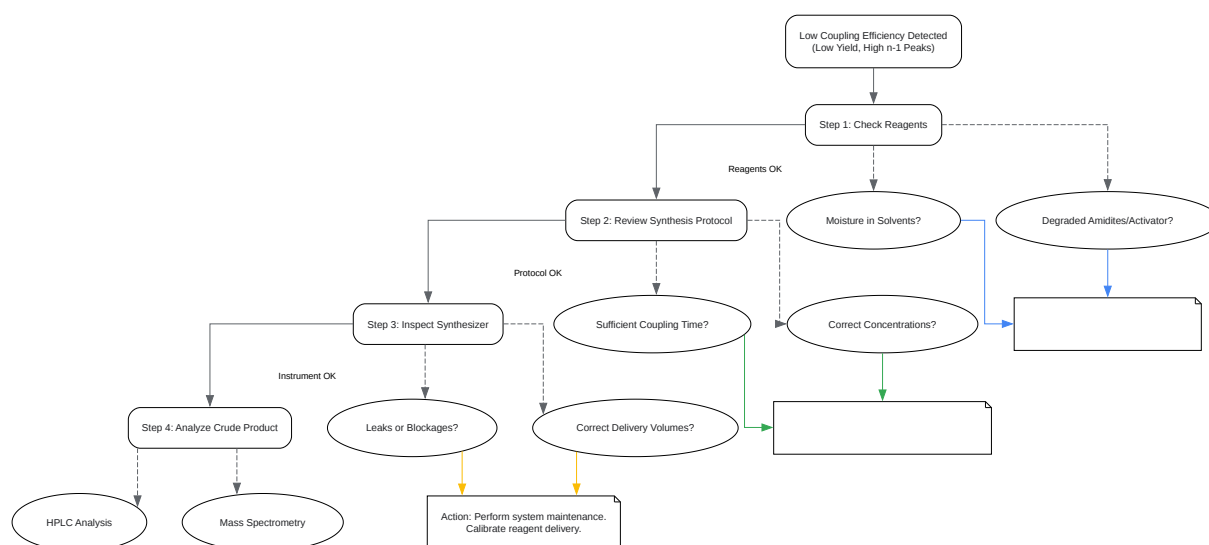 Low Coupling Efficiency Detected
(Low Yield, High n-1 Peaks)
Step 1: Check Reagents
Reagents OK
Step 2: Review Synthesis Protocol
Moisture in Solvents?
Degraded Amidites/Activator?
Protocol OK
Step 3: Inspect Synthesizer
Sufficient Coupling Time?
Correct Concentrations?
Instrument OK
Step 4: Analyze Crude Product
Leaks or Blockages?
Correct Delivery Volumes?
HPLC Analysis
Mass Spectrometry
Action: Perform system maintenance.
Calibrate reagent delivery.